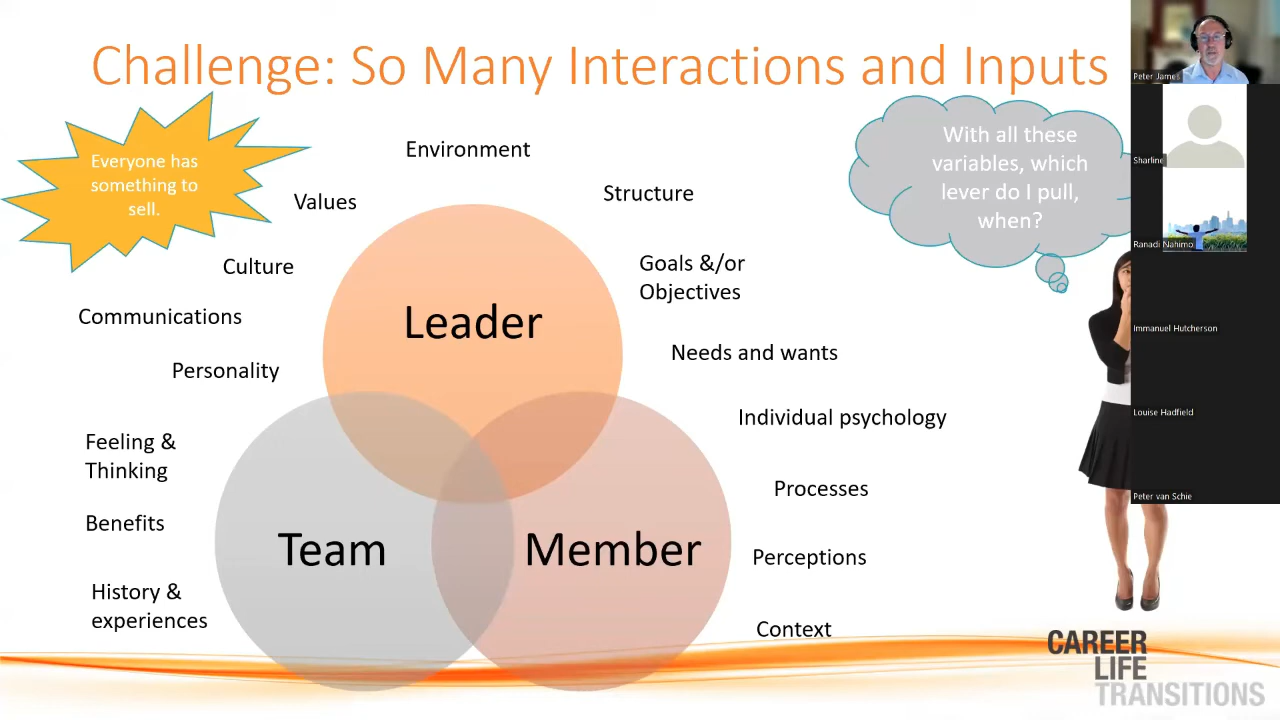 Challenge: So Many Interactions and Inputs
Everyone has
something to
sell.
Environment
Values
Structure
Culture
Goals &/or
Objectives
Communications
Personality
Needs and wants
Leader
Individual psychology
Feeling &
Thinking
Processes
Benefits
Team
Member
Perceptions
History &
experiences
Context
With all these
variables, which
lever do I pull,
when?
Peter James
Sharline
Ranadi Nahimo
Immanuel Hutcherson
Louise Hadfield
Peter van Schie
CAREER
LIFE
TRANSITIONS